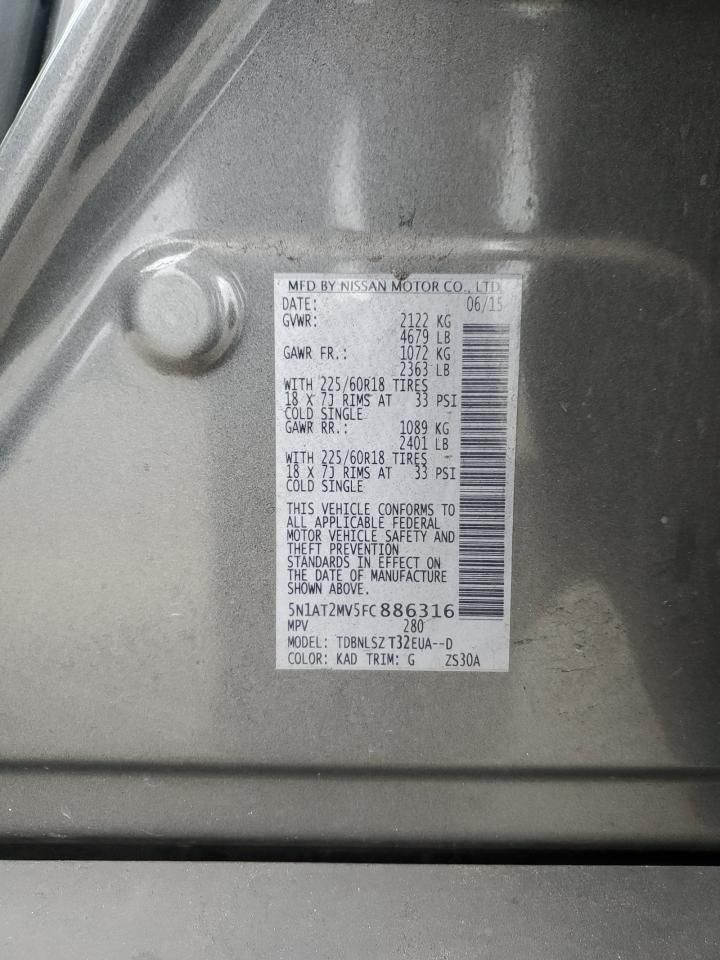 MFD BY NISSAN MOTOR CO., LTD
DATE: 06/15
GVWR: 2122 KG
4679 LB
GAWR FR.: 1072 KG
2363 LB
WITH 225/60R18 TIRES
18 X 7J RIMS AT 33 PSI
COLD SINGLE
GAWR RR.: 1089 KG
2401 LB
WITH 225/60R18 TIRES
18 X 7J RIMS AT 33 PSI
COLD SINGLE
THIS VEHICLE CONFORMS TO
ALL APPLICABLE FEDERAL
MOTOR VEHICLE SAFETY AND
THEFT PREVENTION
STANDARDS IN EFFECT ON
THE DATE OF MANUFACTURE
SHOWN ABOVE.
5N1AT2MV5FC886316
MPV 280
MODEL: TDBNLSZ T32EUA--D
COLOR: KAD TRIM: G ZS30A